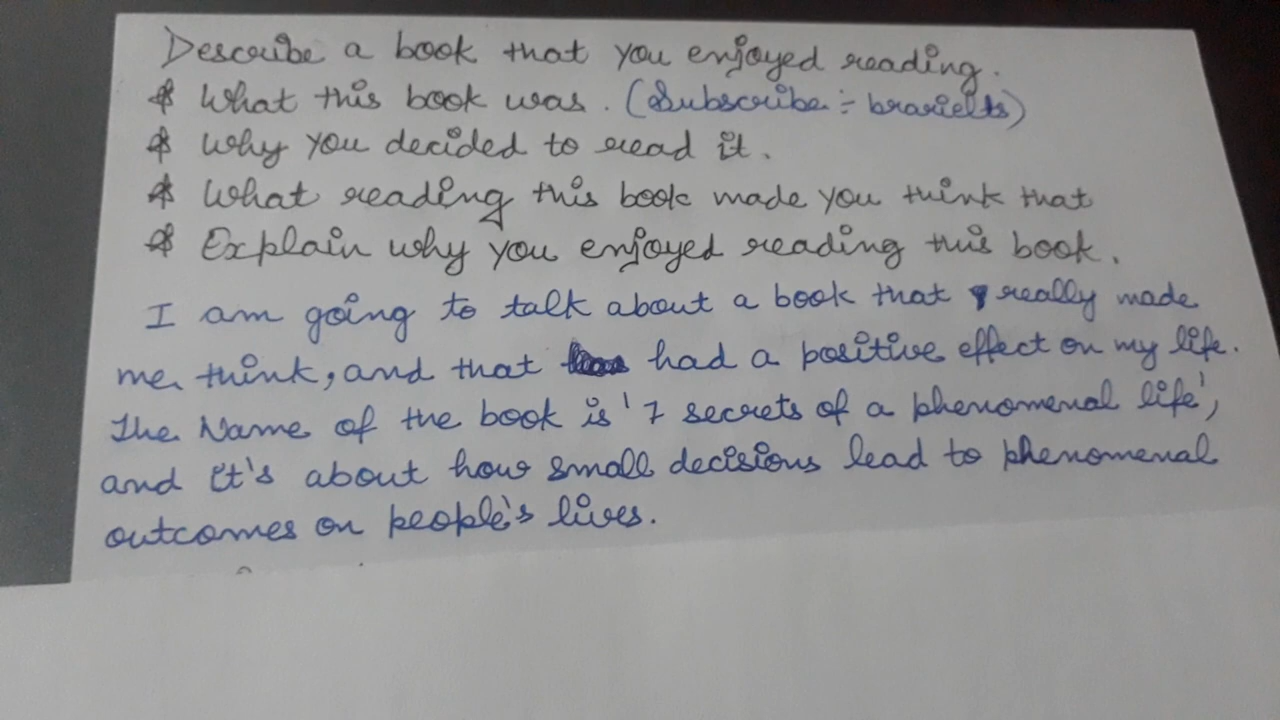 Describe a book that you enjoyed reading.
* What this book was. (Subscribe :- brarielts)
* Why you decided to read it.
* What reading this book made you think that
* Explain why you enjoyed reading this book.
I am going to talk about a book that really made
me think, and that had a positive effect on my life.
The Name of the book is '7 secrets of a phenomenal life',
and it's about how small decisions lead to phenomenal
outcomes on people's lives.